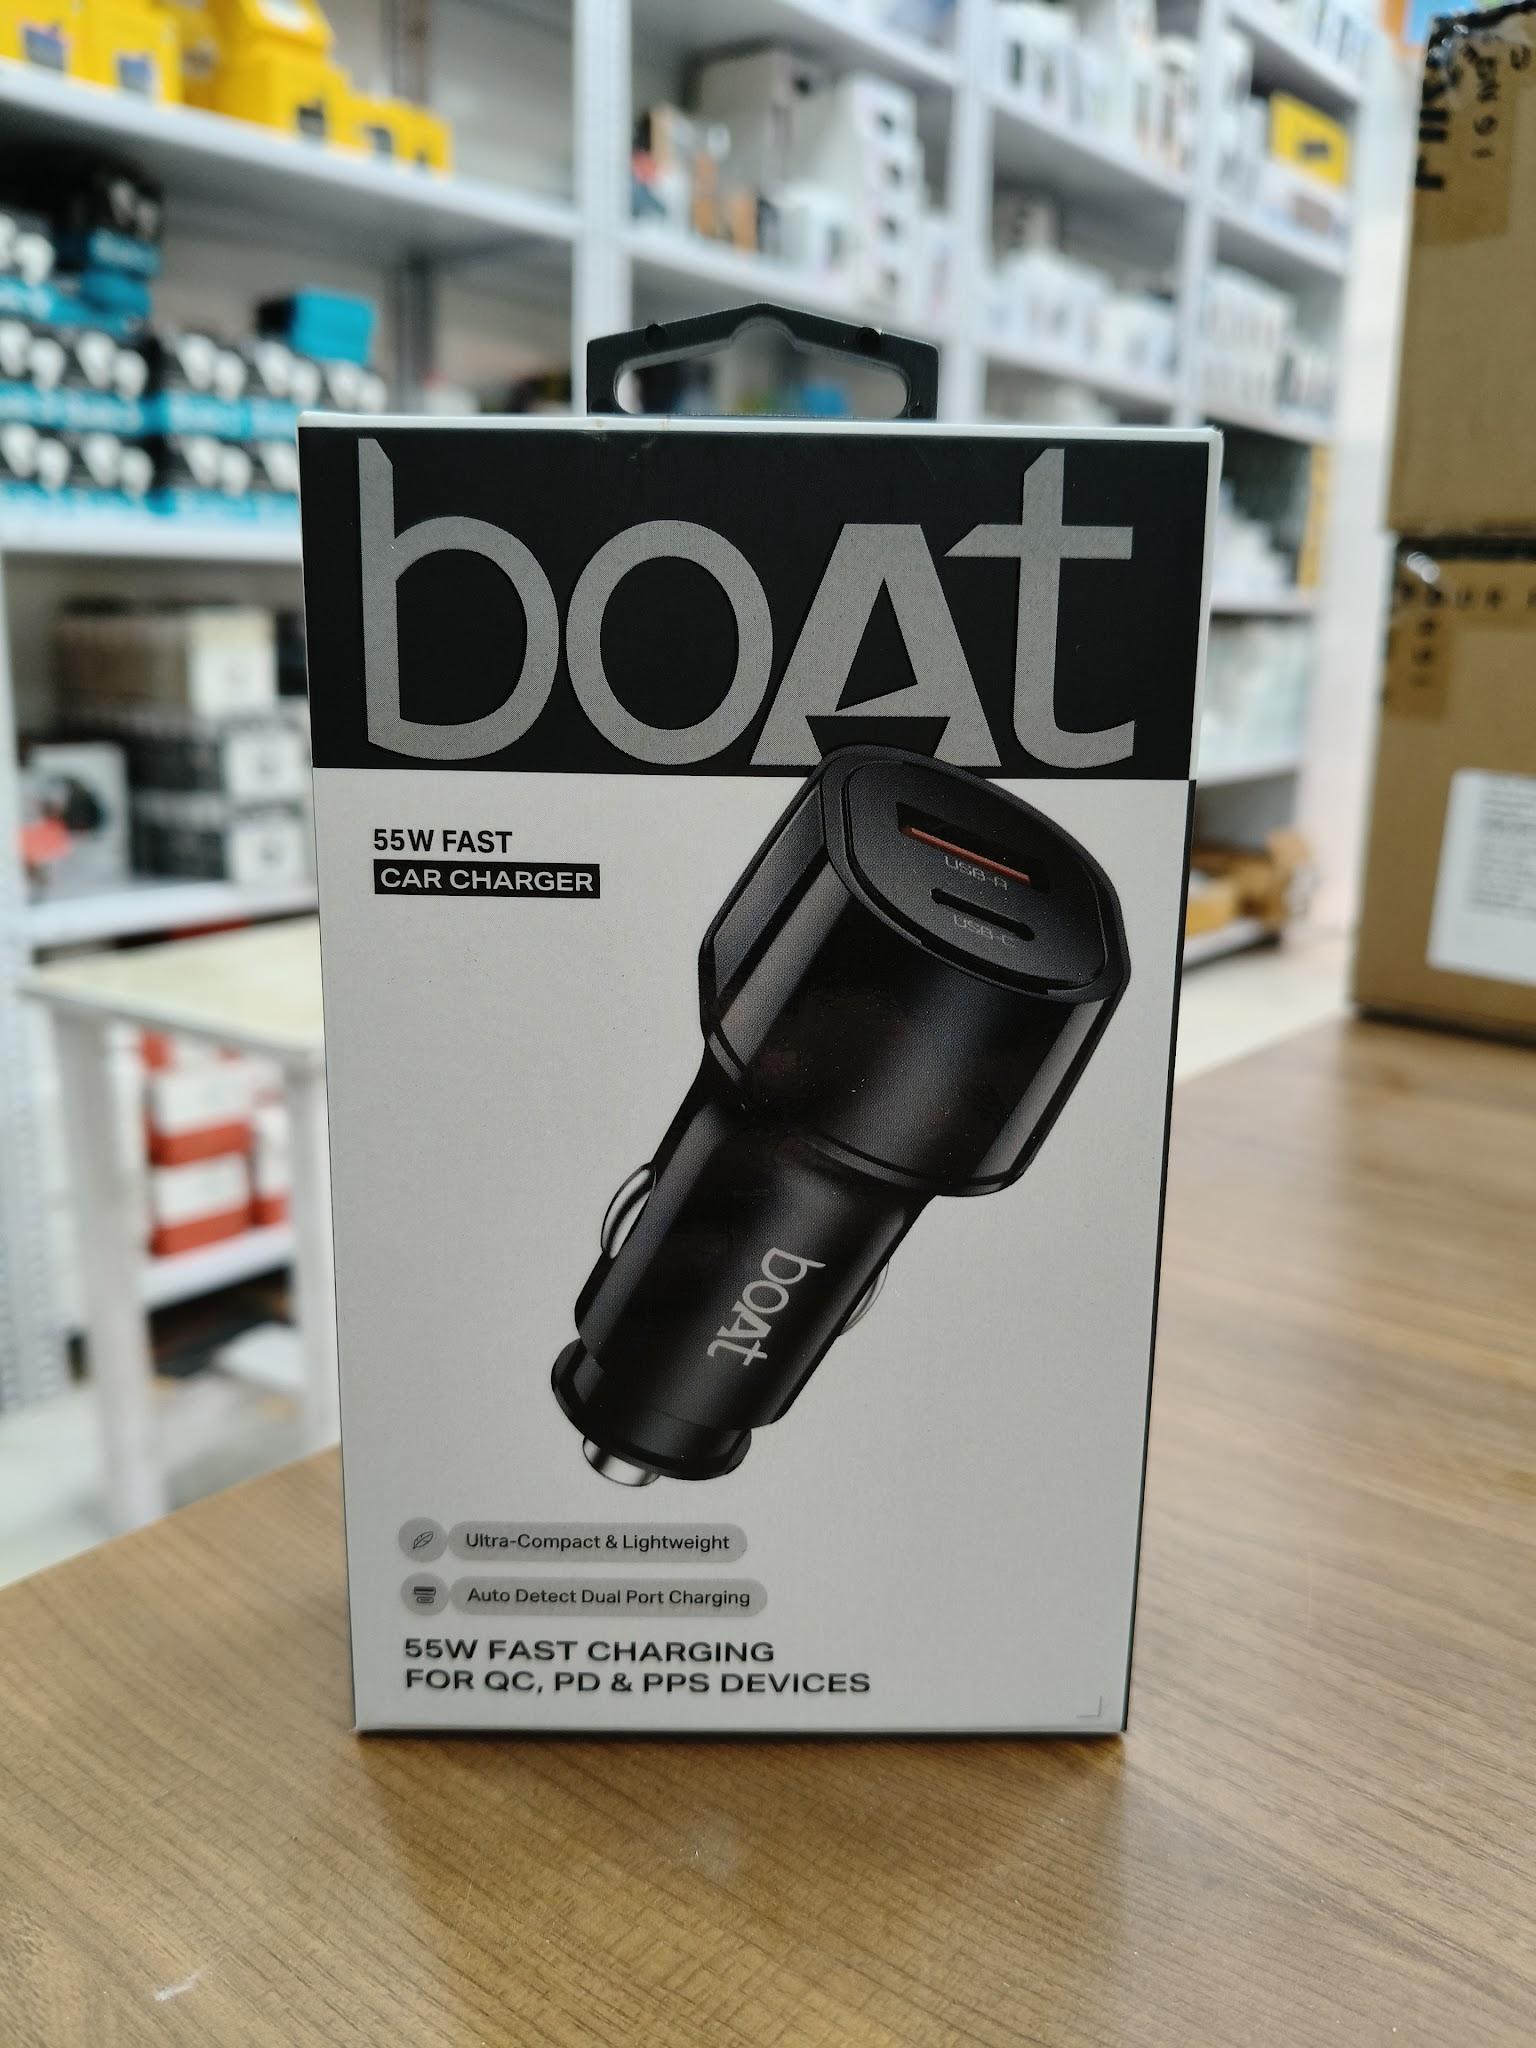 boAt
55W FAST
CAR CHARGER
USB-A
USB-C
boAt
Ultra-Compact & Lightweight
Auto Detect Dual Port Charging
55W FAST CHARGING
FOR QC, PD & PPS DEVICES